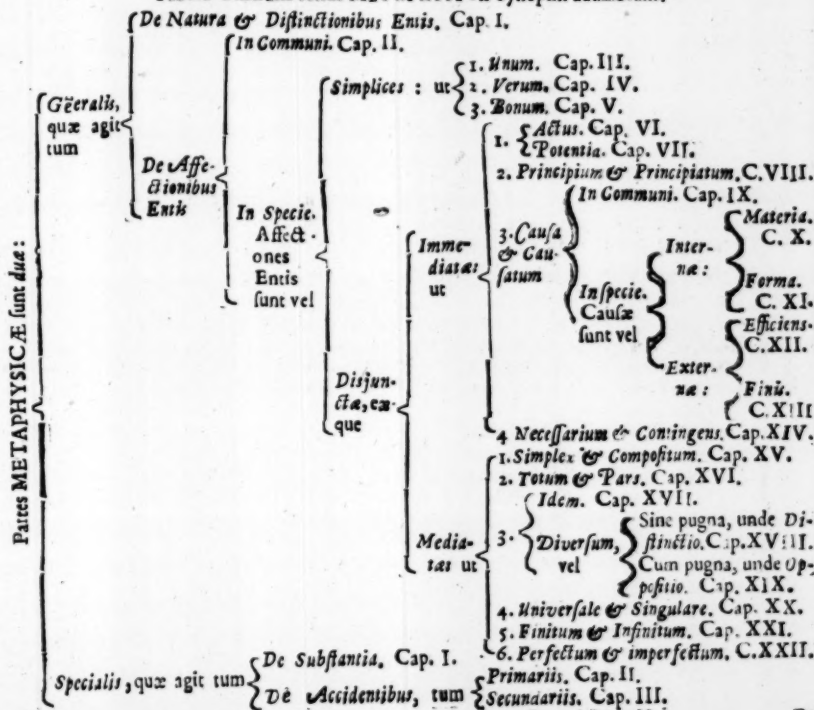 De Natura & Distinctionibus Entis. Cap. I.
Partes METAPHYSICÆ sunt duæ:
Gëeralis,
quæ agit
tum
De Affe-
ctionibus
Entis
In Communi. Cap. II.
In Specie.
Affect-
ones
Entis
sunt vel
Simplices : ut
1. Unum. Cap. III.
2. Verum. Cap. IV.
3. Bonum. Cap. V.
Disjun-
ctæ, eæ-
que
Imme-
diatæ:
ut
1.
Actus. Cap. VI.
Potentia. Cap. VII.
2. Principium & Principiatum. C. VIII.
3. Causa
& Cau-
satum
In Communi. Cap. IX.
In specie.
Causæ
sunt vel
Inter-
næ:
Materia.
C. X.
Forma.
C. XI.
Exter-
næ:
Efficiens.
C. XII.
Finis.
C. XIII
4 Necessarium & Contingens. Cap. XIV.
Media-
tæ: ut
1. Simplex & Compositum. Cap. XV.
2. Totum & Pars. Cap. XVI.
3.
Idem. Cap. XVII.
Diversum,
vel
Sine pugna, unde Di-
stinctio. Cap. XVIII.
Cum pugna, unde Op-
positio. Cap. XIX.
4. Universale & Singulare. Cap. XX.
5. Finitum & Infinitum. Cap. XXI.
6. Perfectum & imperfectum. C. XXII.
Specialis, quæ agit tum
De Substantia, Cap. I.
Dè Accidentibus, tum
Primariis. Cap. II.
Secundariis. Cap. III.